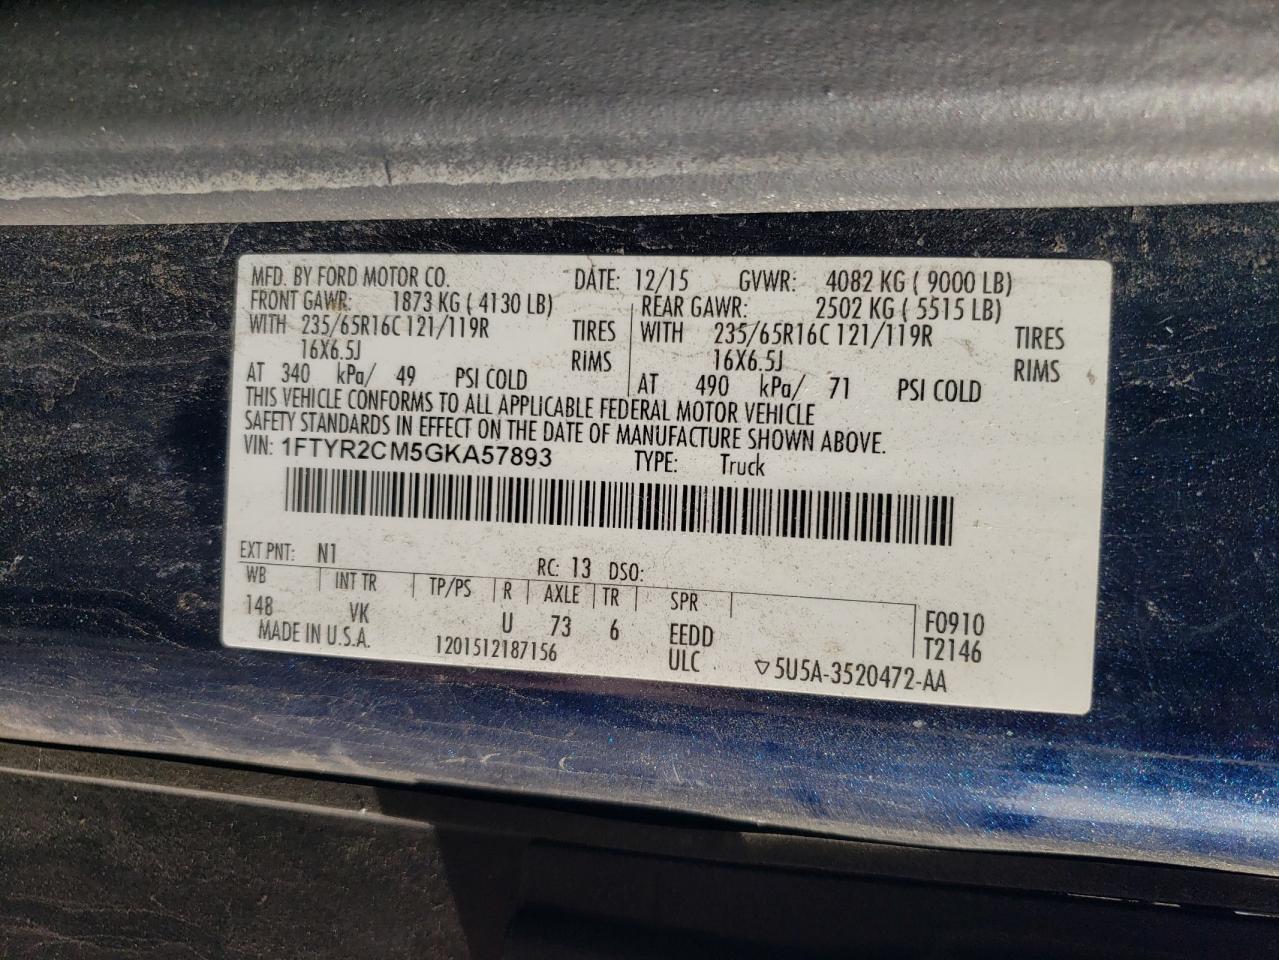 MFD. BY FORD MOTOR CO. DATE: 12/15 GVWR: 4082 KG ( 9000 LB)
FRONT GAWR: 1873 KG ( 4130 LB) REAR GAWR: 2502 KG ( 5515 LB)
WITH 235/65R16C 121/119R TIRES WITH 235/65R16C 121/119R TIRES
16X6.5J RIMS 16X6.5J RIMS
AT 340 kPa/ 49 PSI COLD AT 490 kPa/ 71 PSI COLD
THIS VEHICLE CONFORMS TO ALL APPLICABLE FEDERAL MOTOR VEHICLE
SAFETY STANDARDS IN EFFECT ON THE DATE OF MANUFACTURE SHOWN ABOVE.
VIN: 1FTYR2CM5GKA57893 TYPE: Truck
EXT PNT: N1 RC: 13 DSO:
WB INT TR TP/PS R AXLE TR SPR
148 VK U 73 6 EEDD F0910
MADE IN U.S.A. 1201512187156 ULC T2146
▽5U5A-3520472-AA